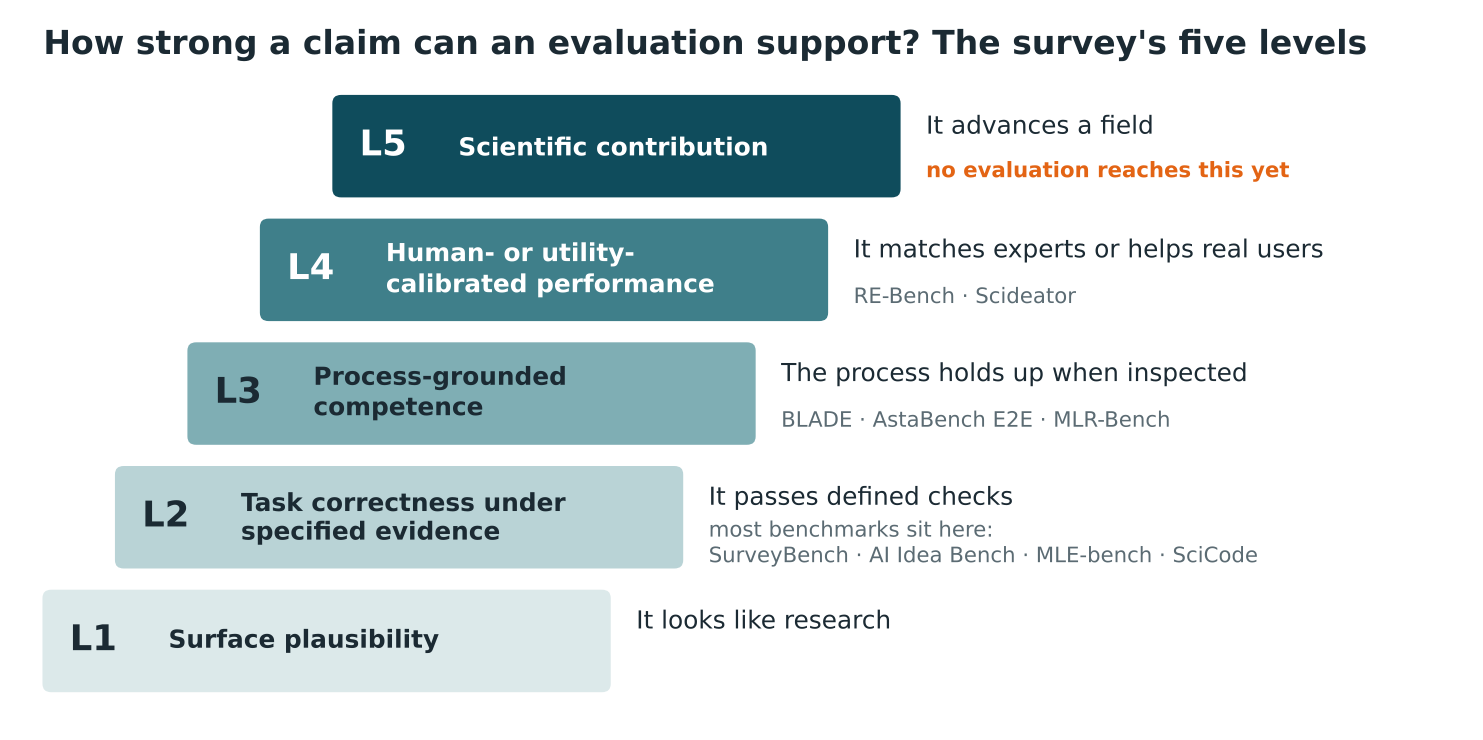 How strong a claim can an evaluation support? The survey's five levels
L5
Scientific contribution
It advances a field
no evaluation reaches this yet
L4
Human- or utility-
calibrated performance
It matches experts or helps real users
RE-Bench · Scideator
L3
Process-grounded
competence
The process holds up when inspected
BLADE · AstaBench E2E · MLR-Bench
L2
Task correctness under
specified evidence
It passes defined checks
most benchmarks sit here:
SurveyBench · AI Idea Bench · MLE-bench · SciCode
L1
Surface plausibility
It looks like research